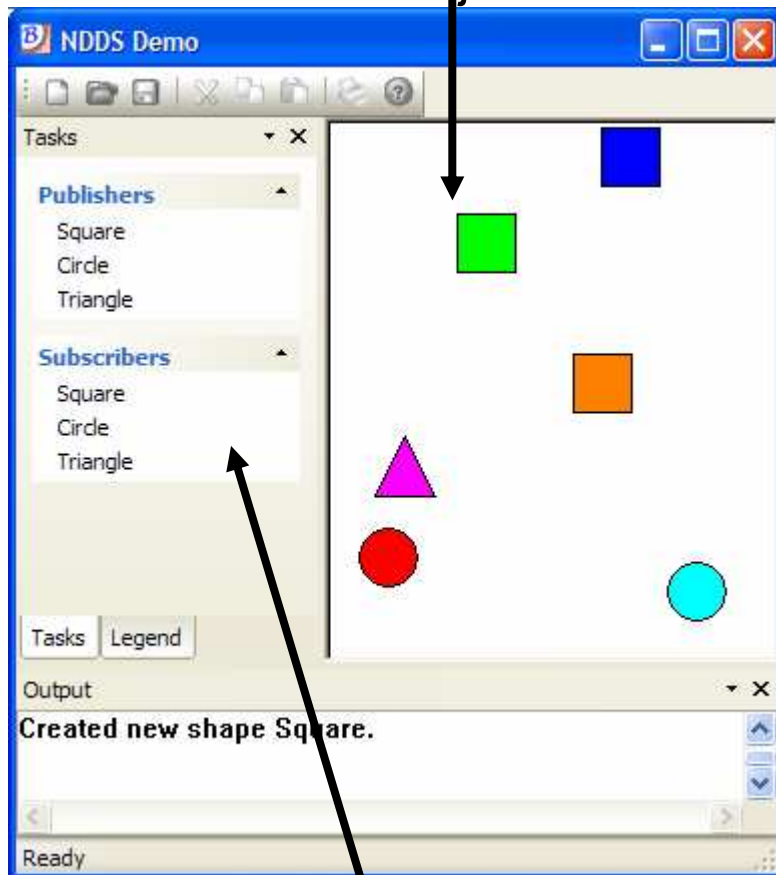 NDDS Demo
Tasks
Publishers
Square
Circle
Triangle
Subscribers
Square
Circle
Triangle
Tasks Legend
Output
Created new shape Square.
Ready